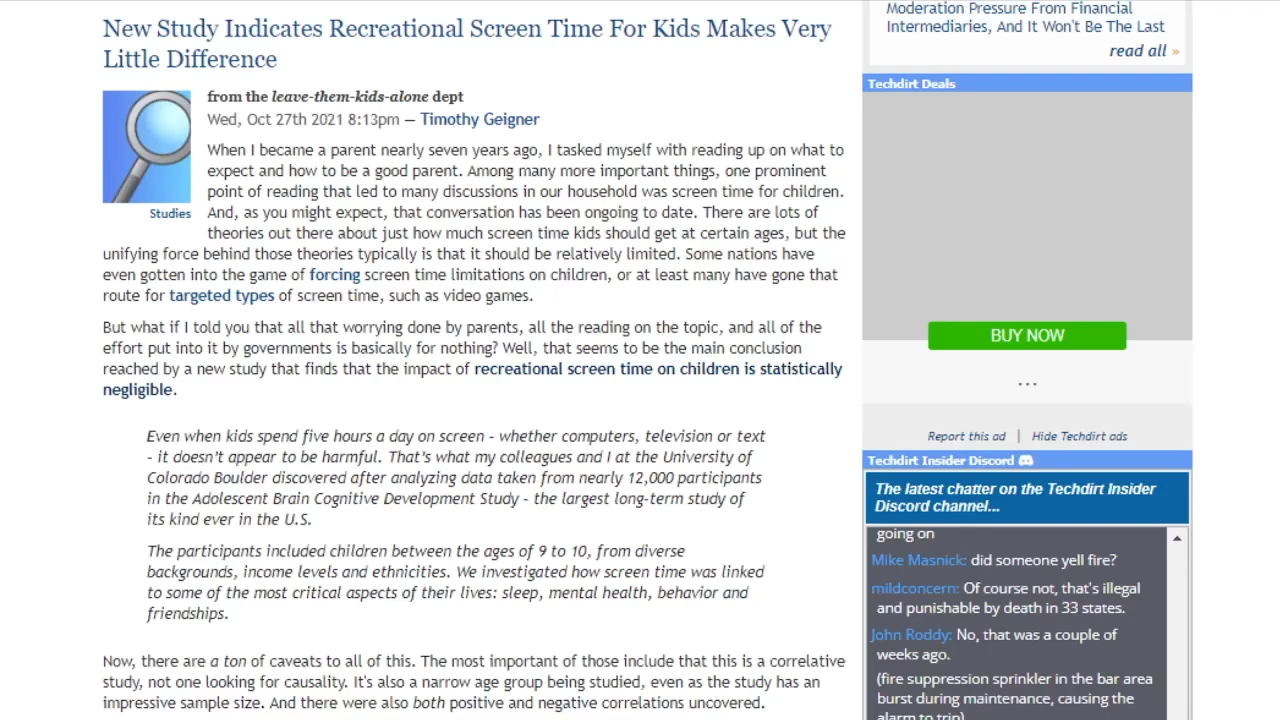 New Study Indicates Recreational Screen Time For Kids Makes Very
Little Difference
from the leave-them-kids-alone dept
Wed, Oct 27th 2021 8:13pm — Timothy Geigner
Studies
When I became a parent nearly seven years ago, I tasked myself with reading up on what to
expect and how to be a good parent. Among many more important things, one prominent
point of reading that led to many discussions in our household was screen time for children.
And, as you might expect, that conversation has been ongoing to date. There are lots of
theories out there about just how much screen time kids should get at certain ages, but the
unifying force behind those theories typically is that it should be relatively limited. Some nations have
even gotten into the game of forcing screen time limitations on children, or at least many have gone that
route for targeted types of screen time, such as video games.
But what if I told you that all that worrying done by parents, all the reading on the topic, and all of the
effort put into it by governments is basically for nothing? Well, that seems to be the main conclusion
reached by a new study that finds that the impact of recreational screen time on children is statistically
negligible.
Even when kids spend five hours a day on screen – whether computers, television or text
– it doesn't appear to be harmful. That's what my colleagues and I at the University of
Colorado Boulder discovered after analyzing data taken from nearly 12,000 participants
in the Adolescent Brain Cognitive Development Study – the largest long-term study of
its kind ever in the U.S.
The participants included children between the ages of 9 to 10, from diverse
backgrounds, income levels and ethnicities. We investigated how screen time was linked
to some of the most critical aspects of their lives: sleep, mental health, behavior and
friendships.
Now, there are a ton of caveats to all of this. The most important of those include that this is a correlative
study, not one looking for causality. It's also a narrow age group being studied, even as the study has an
impressive sample size. And there were also both positive and negative correlations uncovered.
Moderation Pressure From Financial
Intermediaries, And It Won't Be The Last
read all »
Techdirt Deals
BUY NOW
...
Report this ad | Hide Techdirt ads
Techdirt Insider Discord
The latest chatter on the Techdirt Insider
Discord channel...
going on
Mike Masnick: did someone yell fire?
mildconcern: Of course not, that's illegal
and punishable by death in 33 states.
John Roddy: No, that was a couple of
weeks ago.
(fire suppression sprinkler in the bar area
burst during maintenance, causing the
alarm to trip)